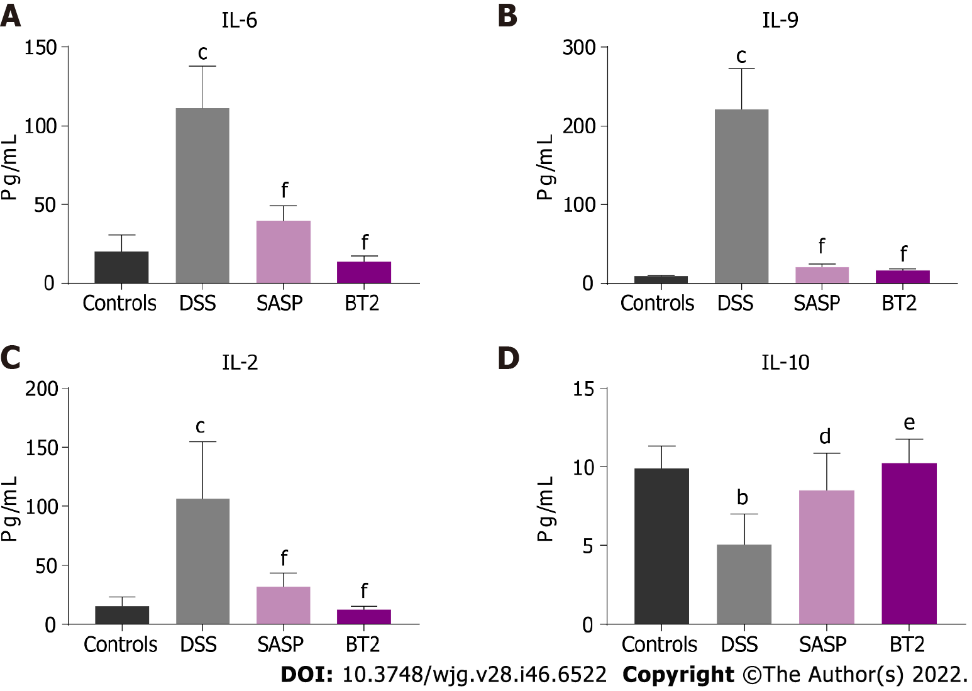 A
IL-6
Pg/mL
150
100
50
0
c
f
f
Controls DSS SASP BT2
B
IL-9
Pg/mL
300
200
100
0
c
f
f
Controls DSS SASP BT2
C
IL-2
Pg/mL
200
150
100
50
0
c
f
f
Controls DSS SASP BT2
D
IL-10
Pg/mL
15
10
5
0
b
d
e
Controls DSS SASP BT2
DOI: 10.3748/wjg.v28.i46.6522 Copyright ©The Author(s) 2022.